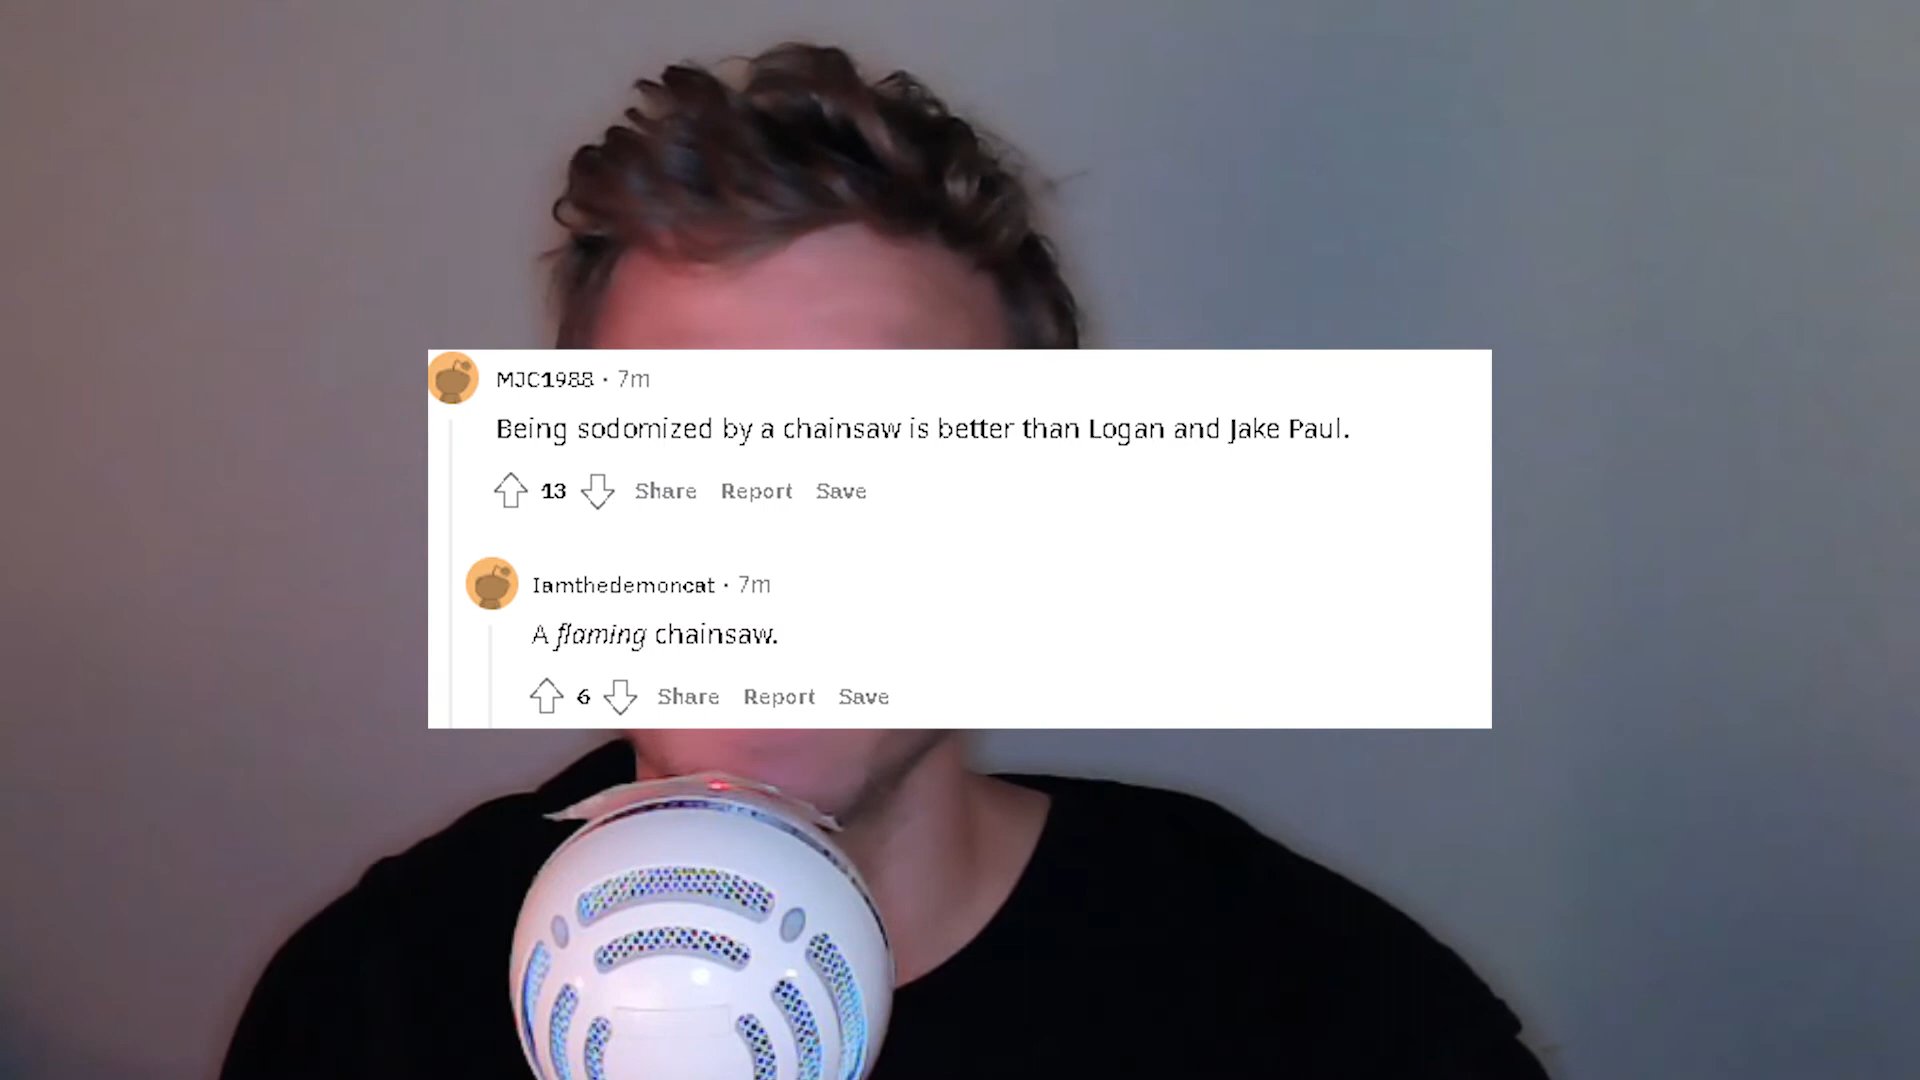 MJC1988 · 7m
Being sodomized by a chainsaw is better than Logan and Jake Paul.
13 Share Report Save
Iamthedemoncat · 7m
A flaming chainsaw.
6 Share Report Save